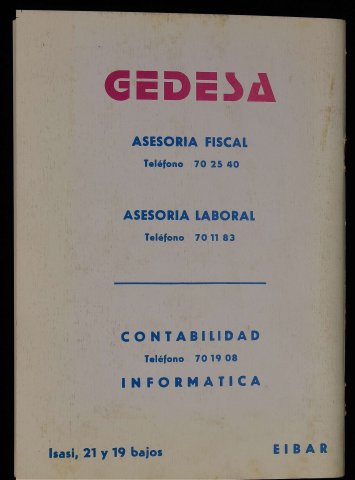 GEDESA
ASESORIA FISCAL
Teléfono 70 25 40
ASESORIA LABORAL
Teléfono 70 11 83
CONTABILIDAD
Teléfono 70 19 08
INFORMATICA
Isasi, 21 y 19 bajos EIBAR